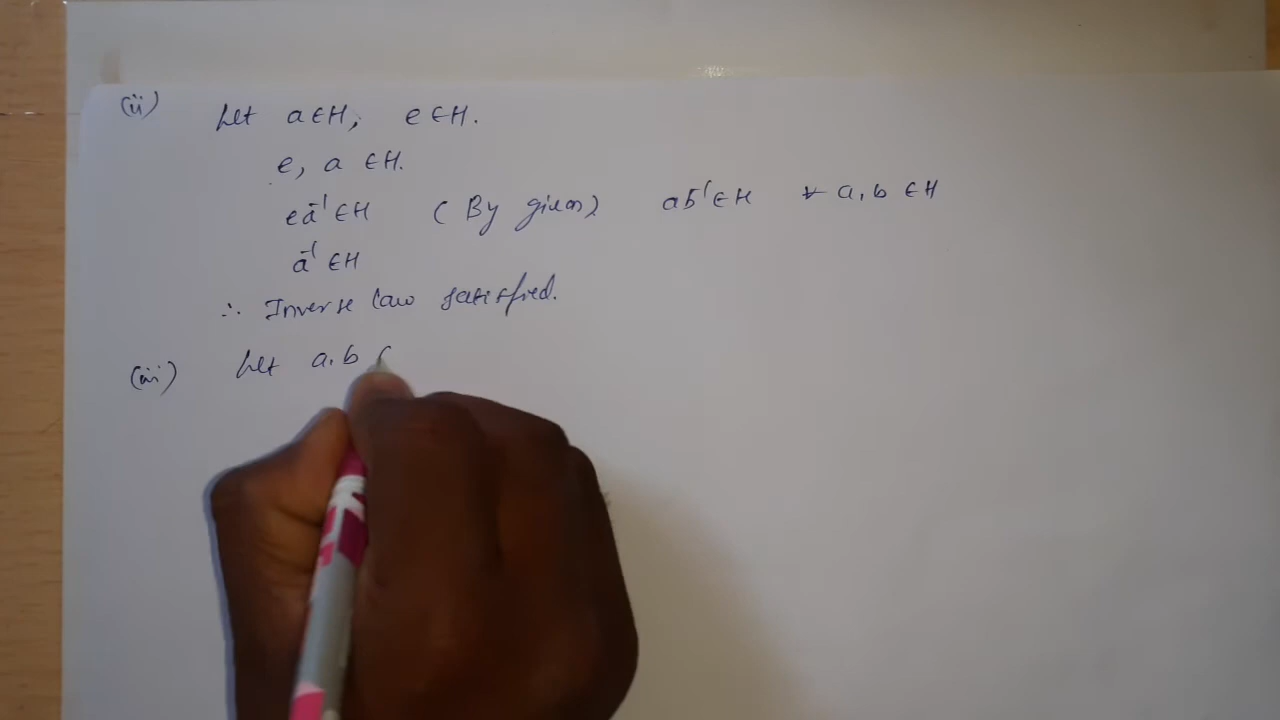 (ii) Let a ∈ H, e ∈ H.
e, a ∈ H.
ea⁻¹ ∈ H (By given) ab⁻¹ ∈ H ∀ a, b ∈ H
a⁻¹ ∈ H
∴ Inverse law satisfied.
(iii) Let a, b